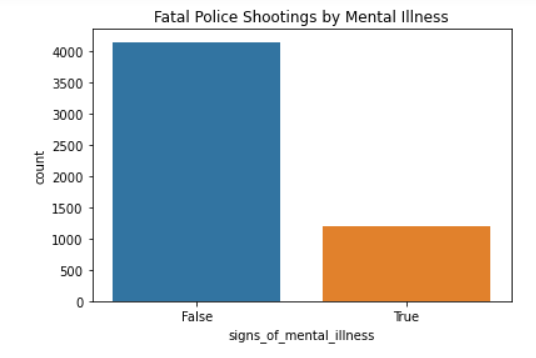 Fatal Police Shootings by Mental Illness
4000
3500
3000
2500
2000
1500
1000
500
0
count
False True
signs_of_mental_illness